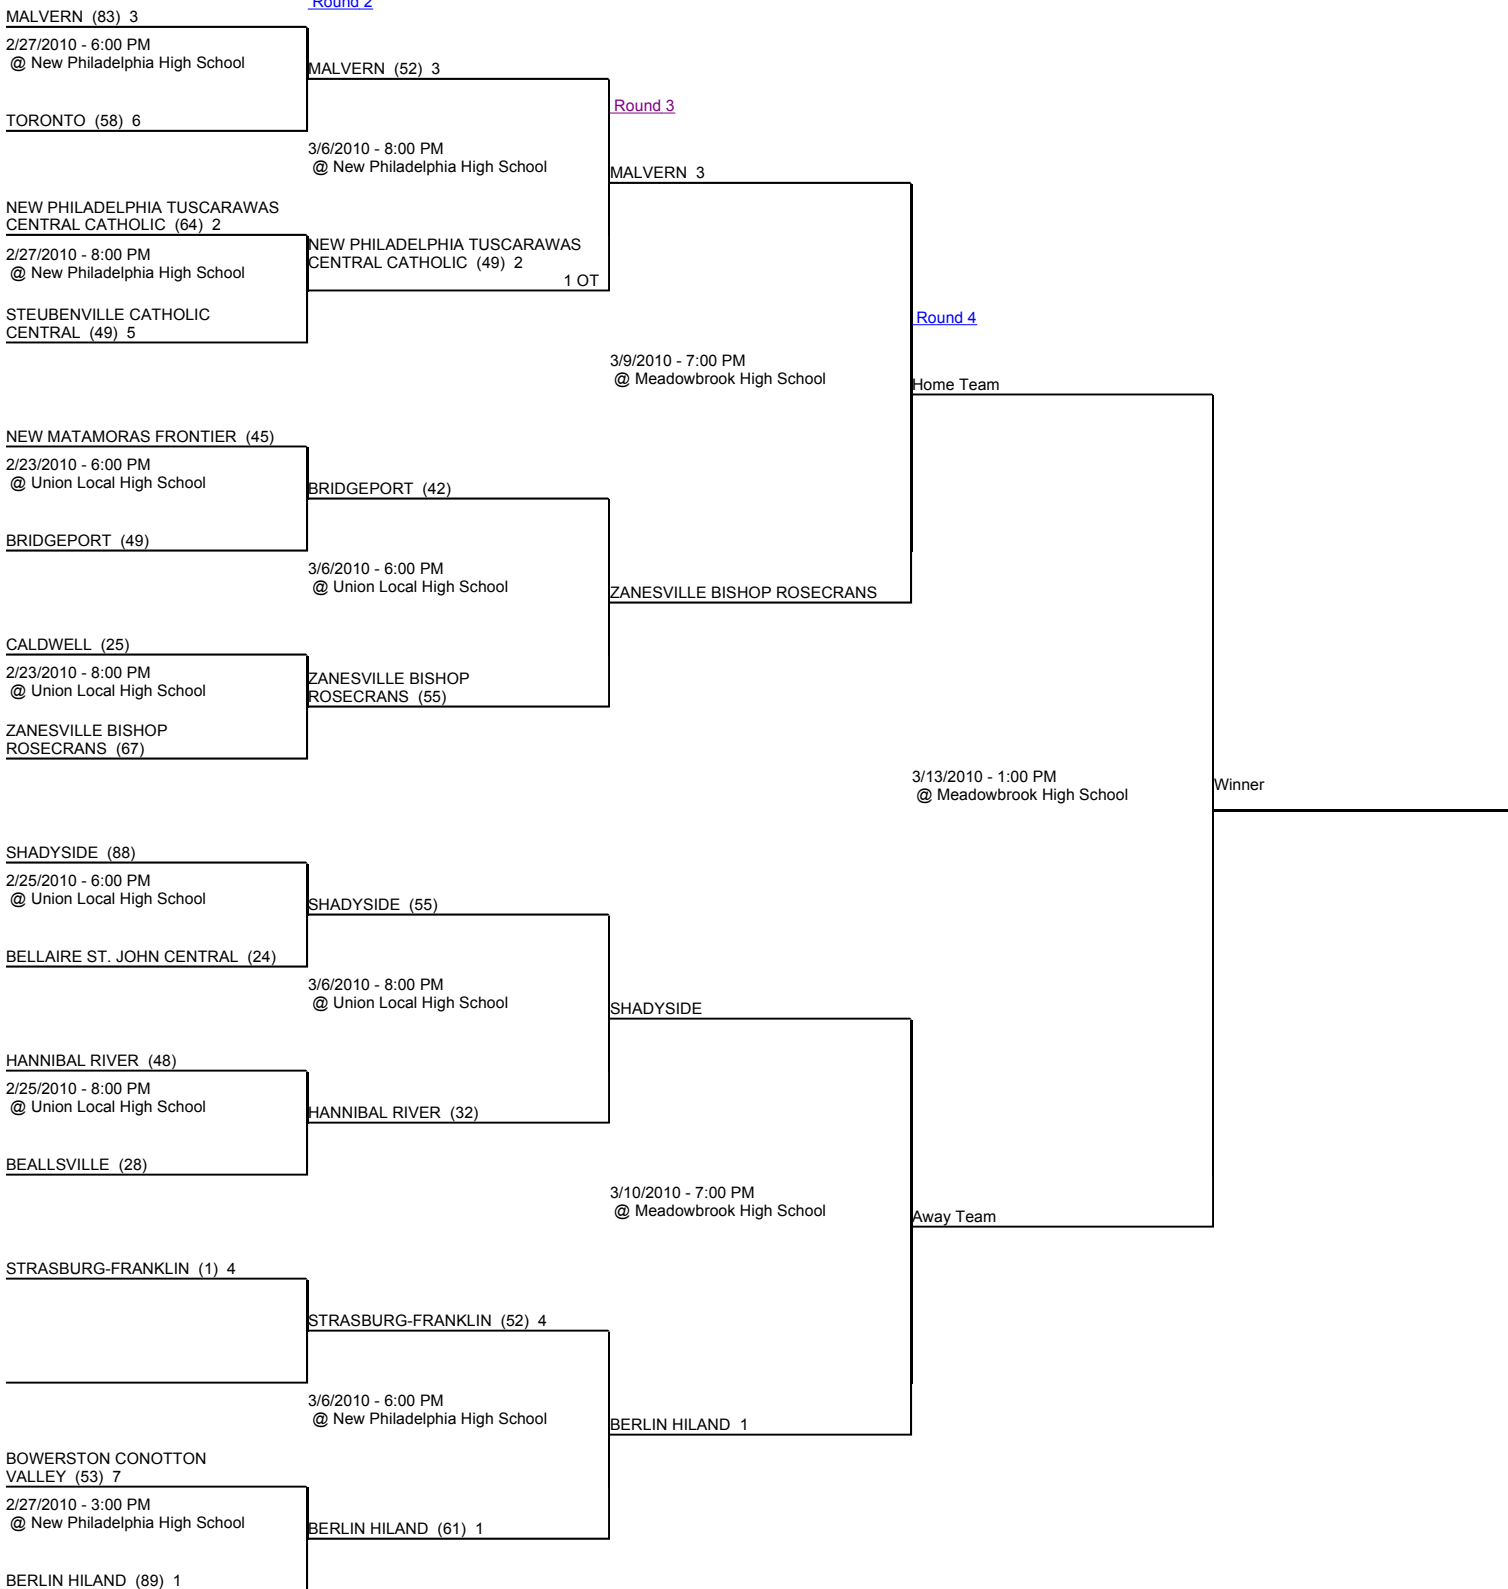 Round 2
MALVERN (83) 3
2/27/2010 - 6:00 PM
@ New Philadelphia High School
MALVERN (52) 3
Round 3
TORONTO (58) 6
3/6/2010 - 8:00 PM
@ New Philadelphia High School
MALVERN 3
NEW PHILADELPHIA TUSCARAWAS
CENTRAL CATHOLIC (64) 2
2/27/2010 - 8:00 PM
@ New Philadelphia High School
NEW PHILADELPHIA TUSCARAWAS
CENTRAL CATHOLIC (49) 2
1 OT
STEUBENVILLE CATHOLIC
CENTRAL (49) 5
Round 4
3/9/2010 - 7:00 PM
@ Meadowbrook High School
Home Team
NEW MATAMORAS FRONTIER (45)
2/23/2010 - 6:00 PM
@ Union Local High School
BRIDGEPORT (42)
BRIDGEPORT (49)
3/6/2010 - 6:00 PM
@ Union Local High School
ZANESVILLE BISHOP ROSECRANS
CALDWELL (25)
2/23/2010 - 8:00 PM
@ Union Local High School
ZANESVILLE BISHOP
ROSECRANS (55)
ZANESVILLE BISHOP
ROSECRANS (67)
3/13/2010 - 1:00 PM
@ Meadowbrook High School
Winner
SHADYSIDE (88)
2/25/2010 - 6:00 PM
@ Union Local High School
SHADYSIDE (55)
BELLAIRE ST. JOHN CENTRAL (24)
3/6/2010 - 8:00 PM
@ Union Local High School
SHADYSIDE
HANNIBAL RIVER (48)
2/25/2010 - 8:00 PM
@ Union Local High School
HANNIBAL RIVER (32)
BEALLSVILLE (28)
3/10/2010 - 7:00 PM
@ Meadowbrook High School
Away Team
STRASBURG-FRANKLIN (1) 4
STRASBURG-FRANKLIN (52) 4
3/6/2010 - 6:00 PM
@ New Philadelphia High School
BERLIN HILAND 1
BOWERSTON CONOTTON
VALLEY (53) 7
2/27/2010 - 3:00 PM
@ New Philadelphia High School
BERLIN HILAND (61) 1
BERLIN HILAND (89) 1